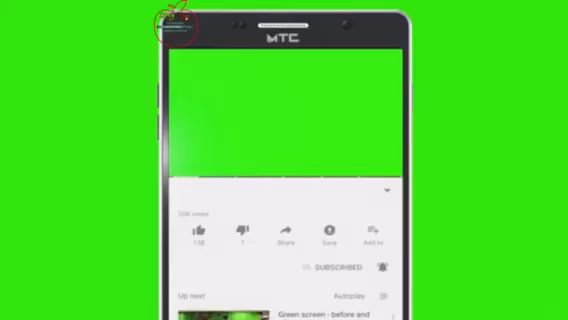 MTC
20K views
138
7
Share
Save
Add to
SUBSCRIBED
Up next
Autoplay
Green screen - before and